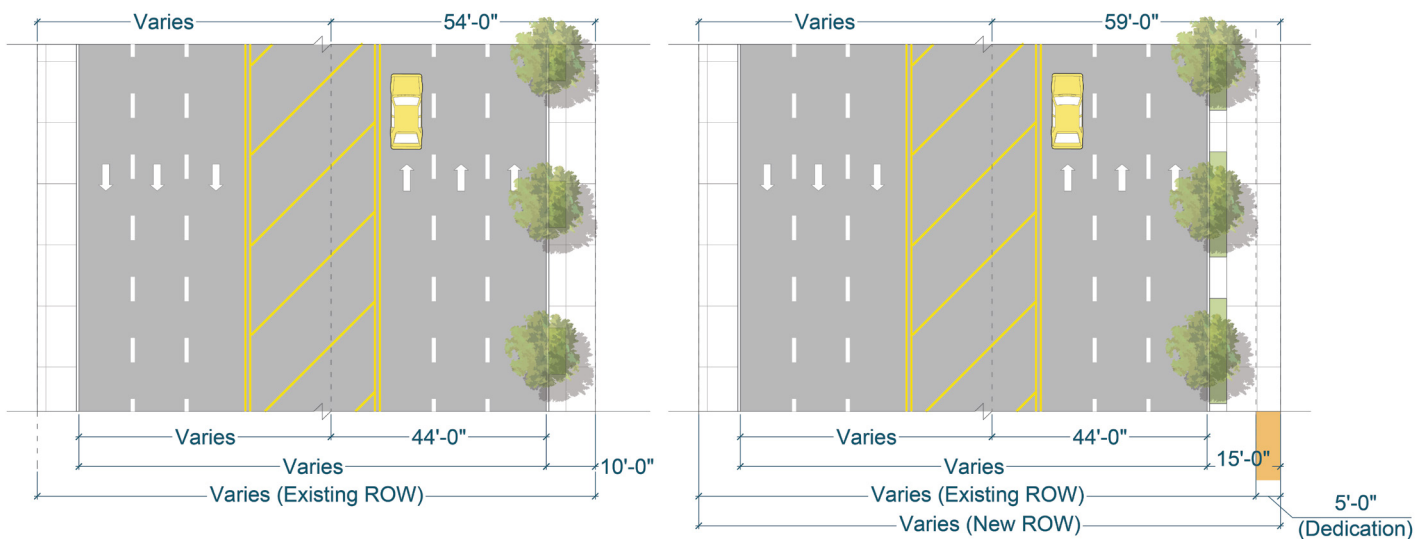 Varies
54'-0"
Varies
59'-0"
Varies
44'-0"
Varies
10'-0"
Varies (Existing ROW)
Varies
44'-0"
Varies
15'-0"
Varies (Existing ROW)
5'-0"
(Dedication)
Varies (New ROW)